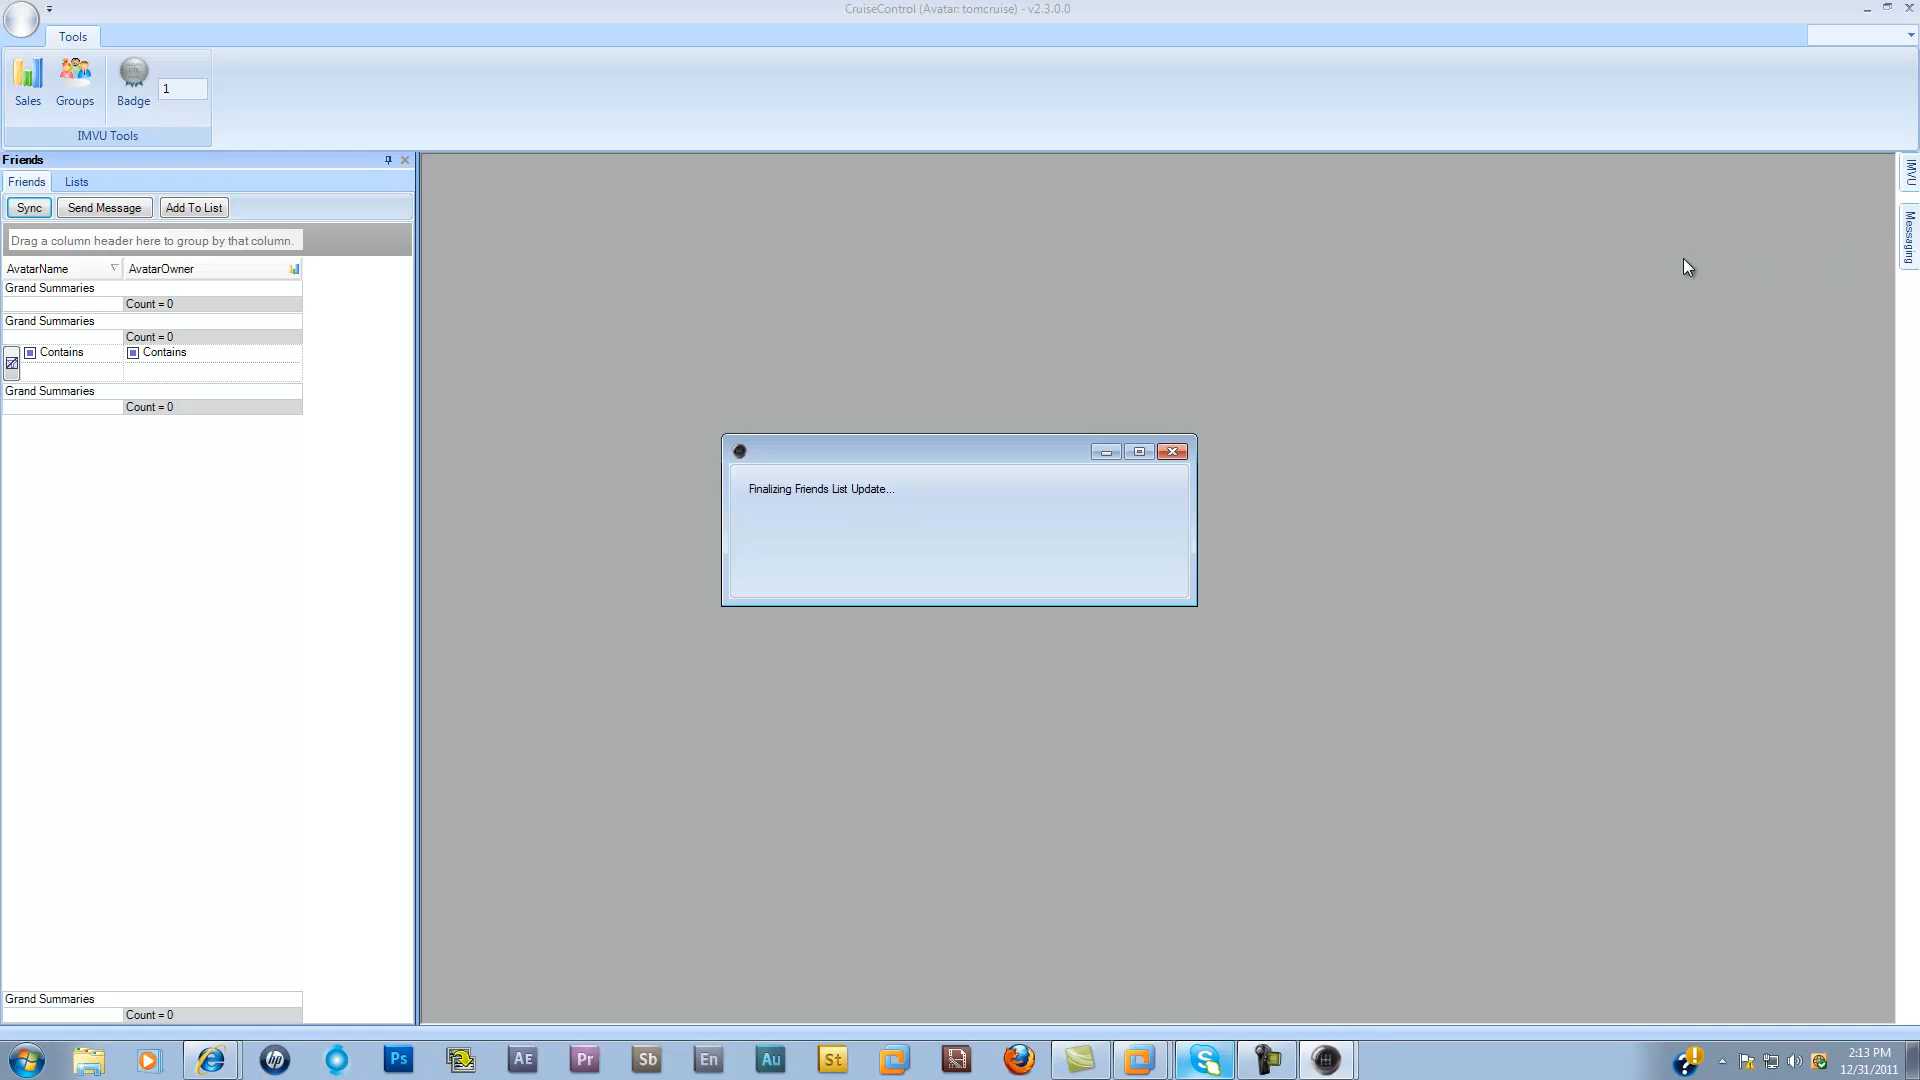 CruiseControl (Avatar: tomcruise) - v2.3.0.0
Tools
1
Sales
Groups
Badge
IMVU Tools
Friends
Friends
Lists
Sync
Send Message
Add To List
Drag a column header here to group by that column.
AvatarName
AvatarOwner
Grand Summaries
Count = 0
Grand Summaries
Count = 0
Contains
Contains
Grand Summaries
Count = 0
Finalizing Friends List Update...
IMVU
Messaging
Grand Summaries
Count = 0
hp
Ps
AE
Pr
Sb
En
Au
St
2:13 PM
12/31/2011